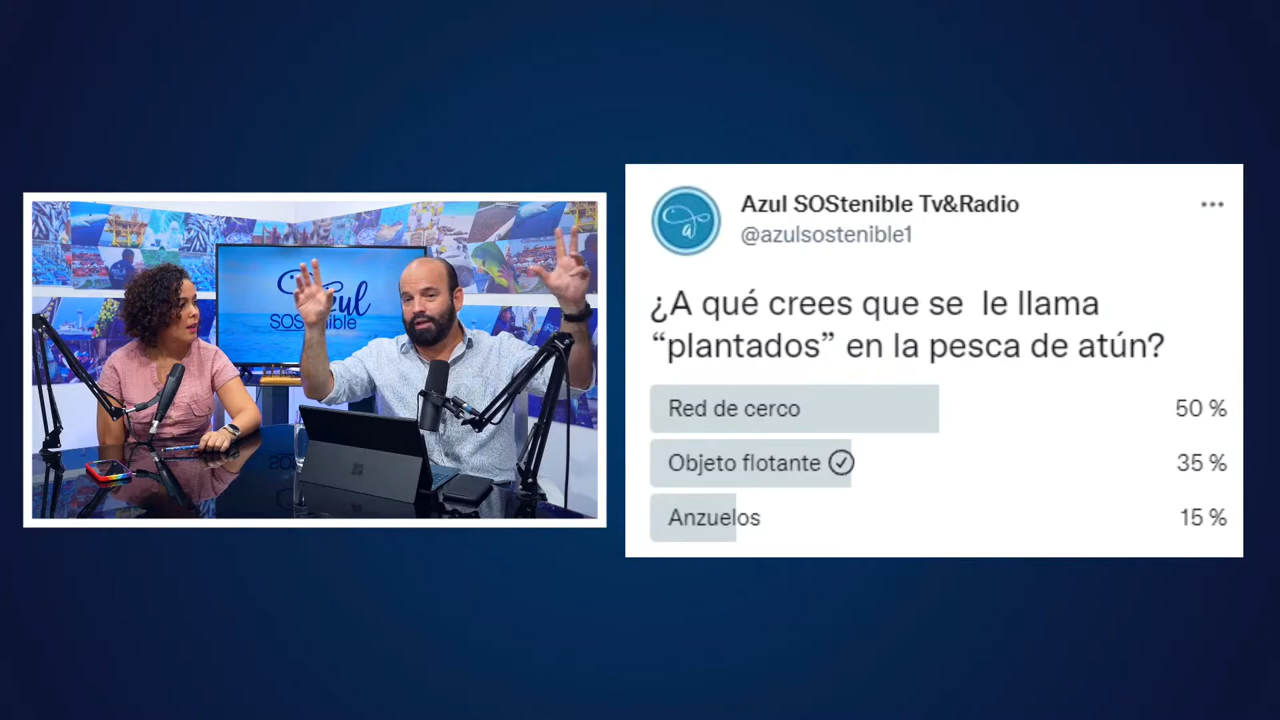 Azul
SOStenible
Azul SOStenible Tv&Radio
@azulsostenible1
¿A qué crees que se le llama
“plantados” en la pesca de atún?
Red de cerco 50 %
Objeto flotante 35 %
Anzuelos 15 %